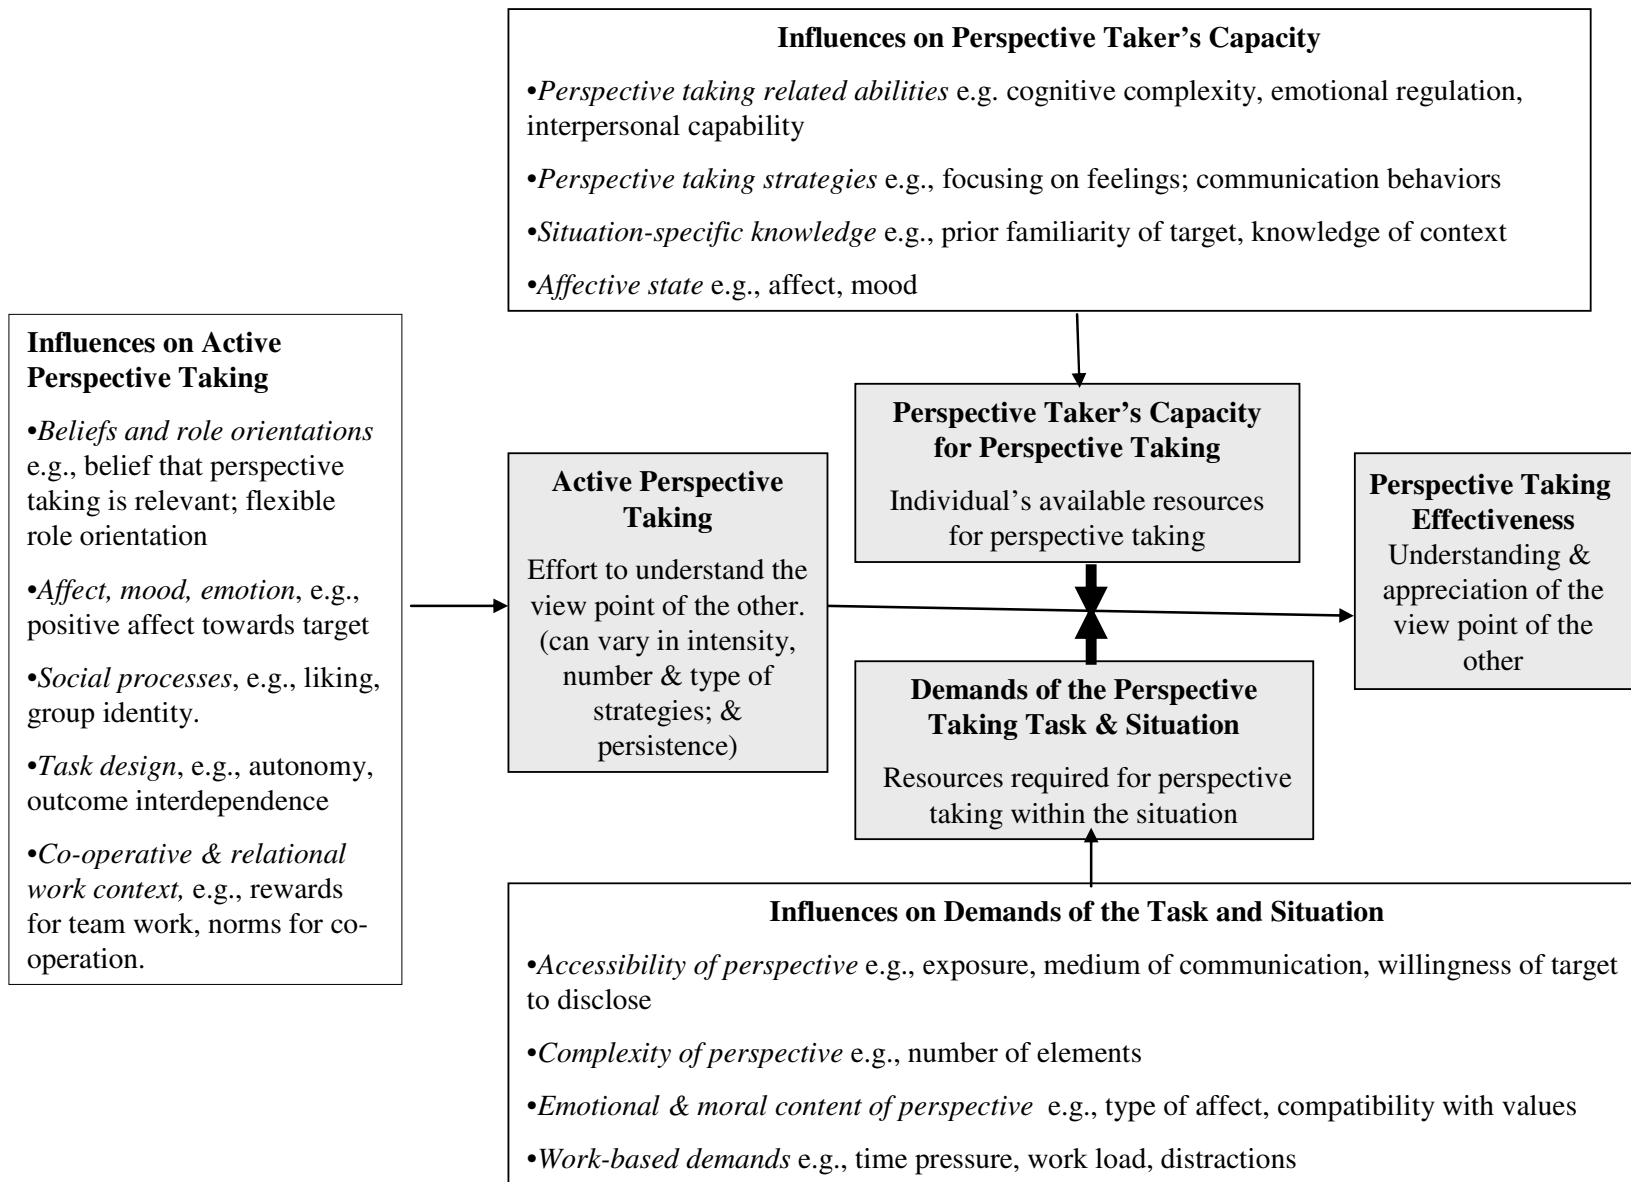 Influences on Perspective Taker’s Capacity
•Perspective taking related abilities e.g. cognitive complexity, emotional regulation,
interpersonal capability
•Perspective taking strategies e.g., focusing on feelings; communication behaviors
•Situation-specific knowledge e.g., prior familiarity of target, knowledge of context
•Affective state e.g., affect, mood
Influences on Active
Perspective Taking
•Beliefs and role orientations
e.g., belief that perspective
taking is relevant; flexible
role orientation
•Affect, mood, emotion, e.g.,
positive affect towards target
•Social processes, e.g., liking,
group identity.
•Task design, e.g., autonomy,
outcome interdependence
•Co-operative & relational
work context, e.g., rewards
for team work, norms for co-
operation.
Active Perspective
Taking
Effort to understand the
view point of the other.
(can vary in intensity,
number & type of
strategies; &
persistence)
Perspective Taker’s Capacity
for Perspective Taking
Individual’s available resources
for perspective taking
Demands of the Perspective
Taking Task & Situation
Resources required for perspective
taking within the situation
Perspective Taking
Effectiveness
Understanding &
appreciation of the
view point of the
other
Influences on Demands of the Task and Situation
•Accessibility of perspective e.g., exposure, medium of communication, willingness of target
to disclose
•Complexity of perspective e.g., number of elements
•Emotional & moral content of perspective e.g., type of affect, compatibility with values
•Work-based demands e.g., time pressure, work load, distractions